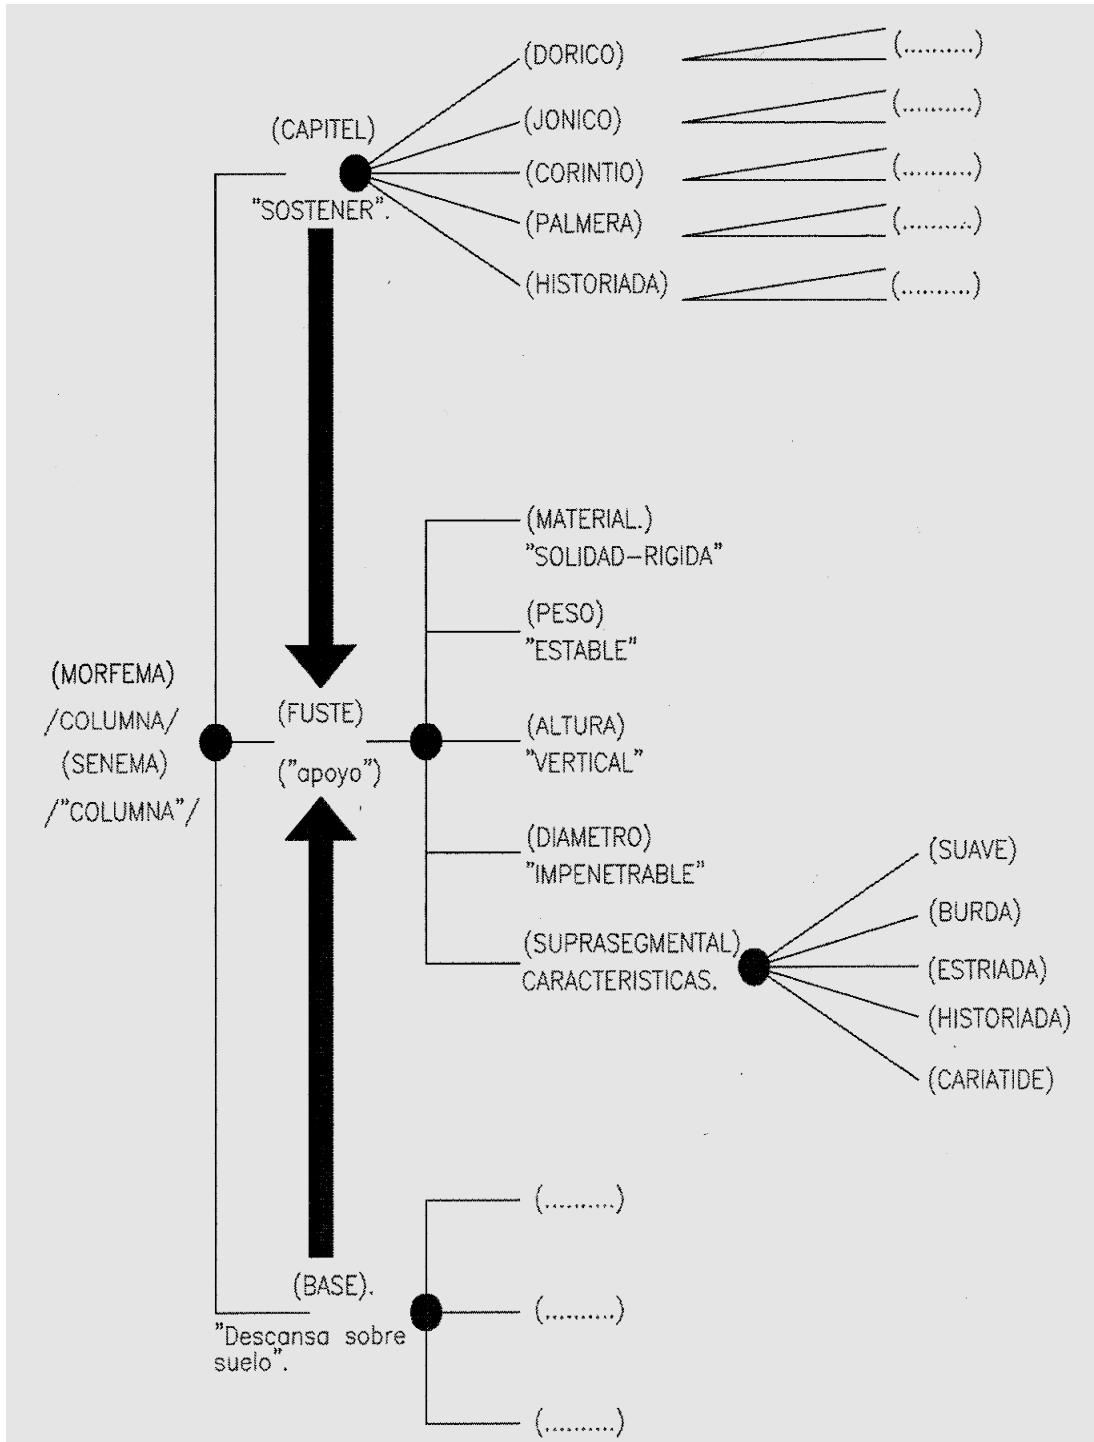 (DORICO)
(..........)
(JONICO)
(..........)
(CAPITEL)
(CORINTIO)
(..........)
"SOSTENER".
(PALMERA)
(..........)
(HISTORIADA)
(..........)
(MATERIAL.)
"SOLIDAD-RIGIDA"
(PESO)
"ESTABLE"
(MORFEMA)
/COLUMNA/
(SENEMA)
/"COLUMNA"/
(FUSTE)
("apoyo")
(ALTURA)
"VERTICAL"
(DIAMETRO)
"IMPENETRABLE"
(SUPRASEGMENTAL)
CARACTERISTICAS.
(SUAVE)
(BURDA)
(ESTRIADA)
(HISTORIADA)
(CARIATIDE)
(..........)
(BASE).
"Descansa sobre
suelo".
(..........)
(..........)